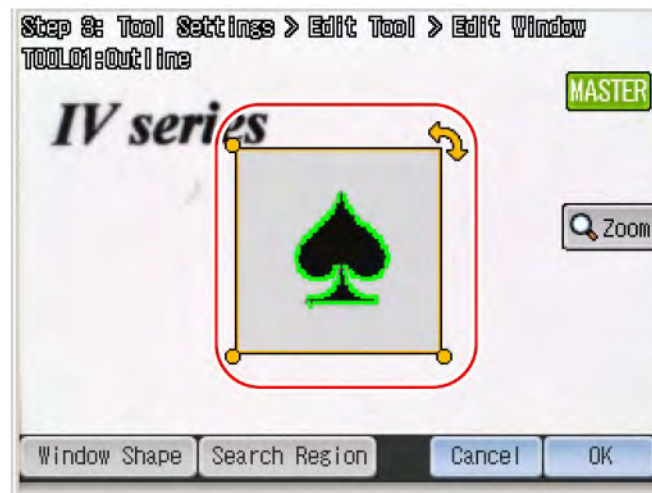 Step 3: Tool Settings > Edit Tool > Edit Window
TOOL01:Outline
MASTER
IV series
Zoom
Window Shape
Search Region
Cancel
OK